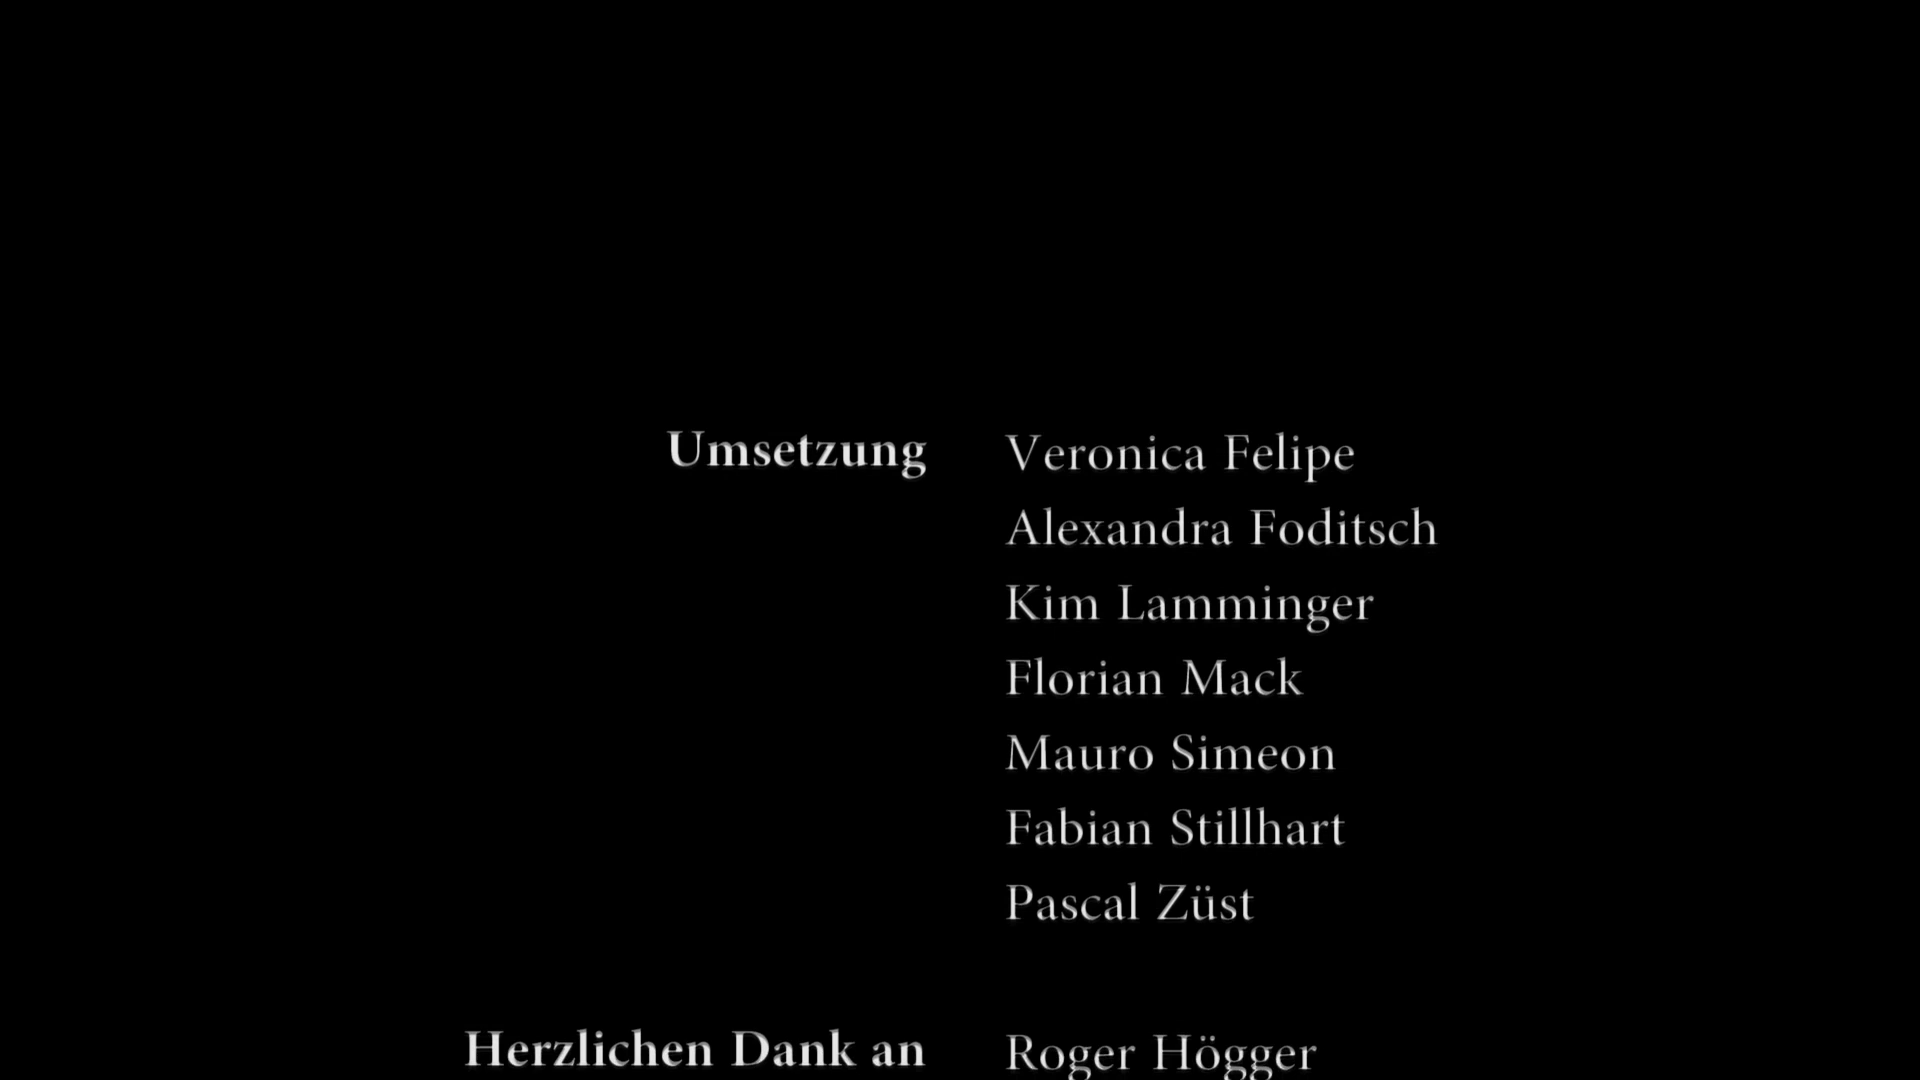 Umsetzung Veronica Felipe
Alexandra Foditsch
Kim Lamminger
Florian Mack
Mauro Simeon
Fabian Stillhart
Pascal Züst
Herzlichen Dank an Roger Högger